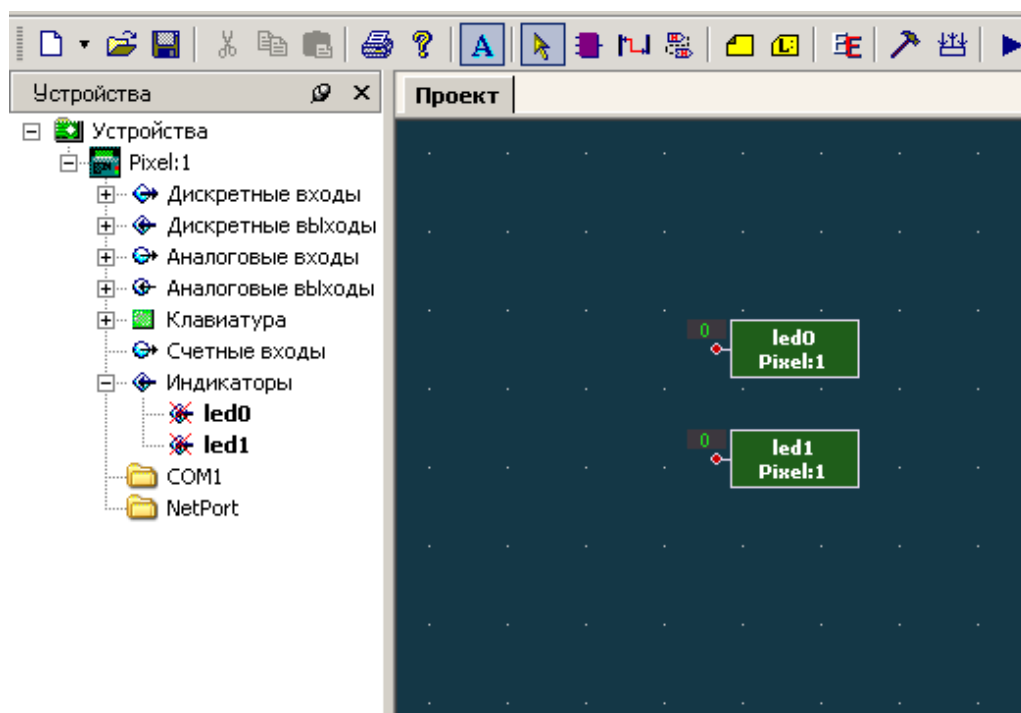 Устройства
Проект
Устройства
Pixel:1
Дискретные входы
Дискретные вЫходы
Аналоговые входы
Аналоговые вЫходы
Клавиатура
Счетные входы
Индикаторы
led0
led1
COM1
NetPort
0
led0
Pixel:1
0
led1
Pixel:1